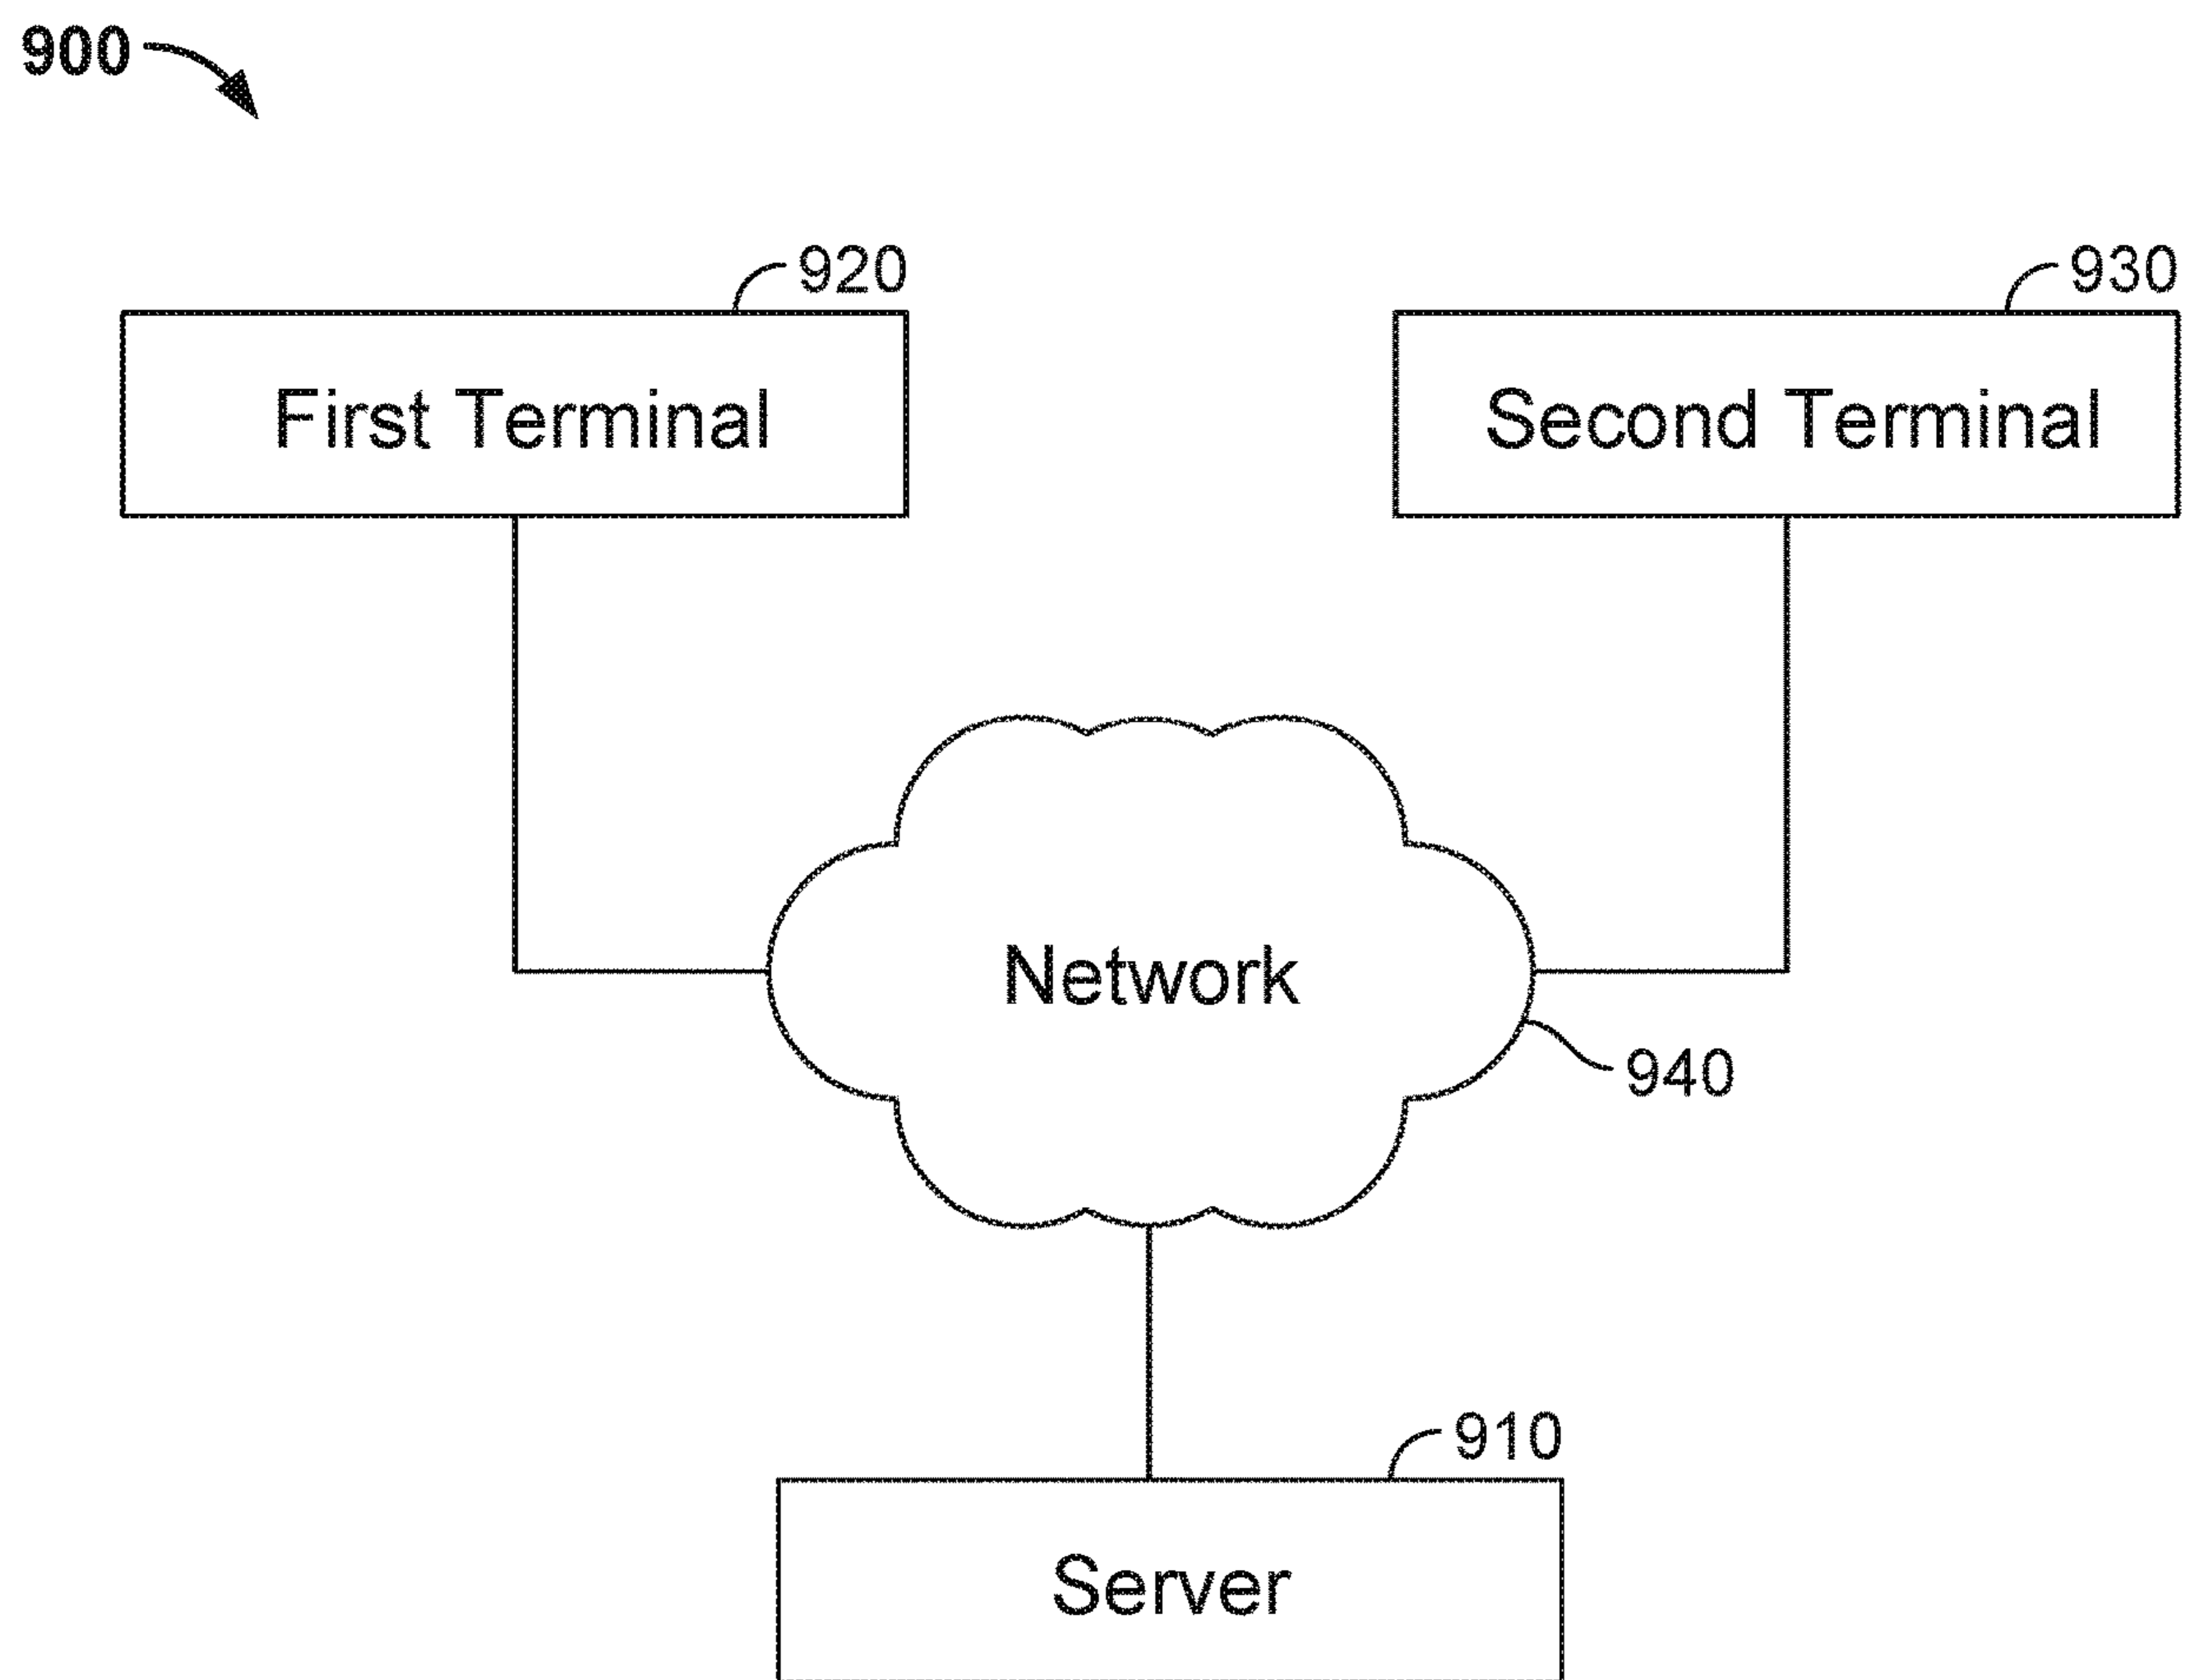 900
920
930
First Terminal
Second Terminal
Network
940
910
Server